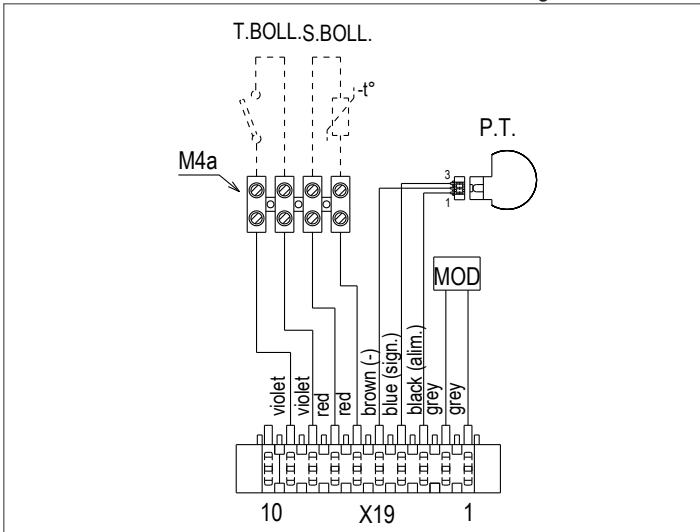 T.BOLL. S.BOLL.
-t°
P.T.
M4a
3
1
MOD
violet
violet
red
red
brown (-)
blue (sign.)
black (alim.)
grey
grey
10
X19
1